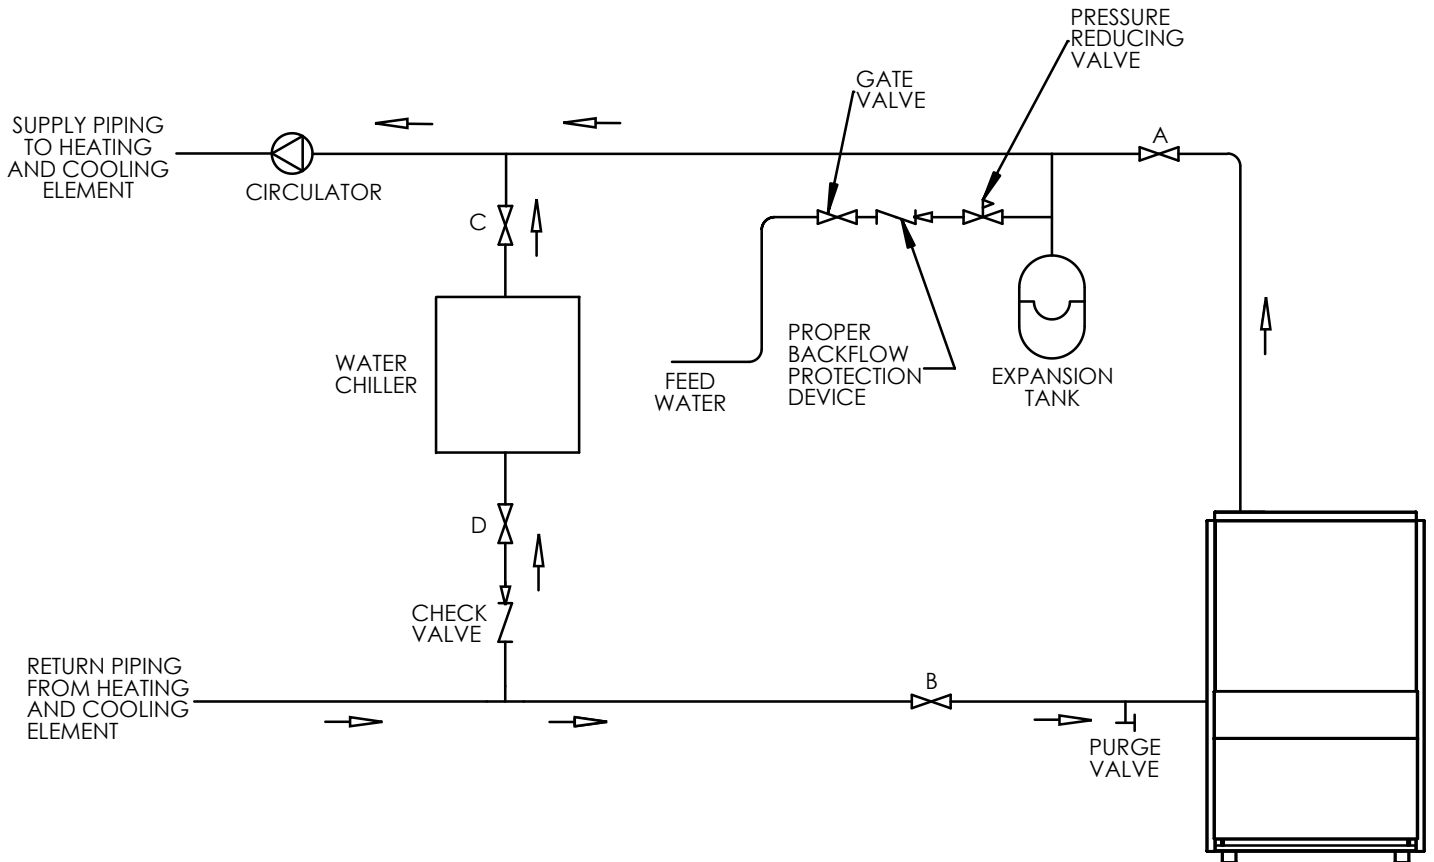 PRESSURE
REDUCING
VALVE
GATE
VALVE
A
SUPPLY PIPING
TO HEATING
AND COOLING
ELEMENT
CIRCULATOR
C
WATER
CHILLER
FEED
WATER
PROPER
BACKFLOW
PROTECTION
DEVICE
EXPANSION
TANK
D
CHECK
VALVE
RETURN PIPING
FROM HEATING
AND COOLING
ELEMENT
B
PURGE
VALVE